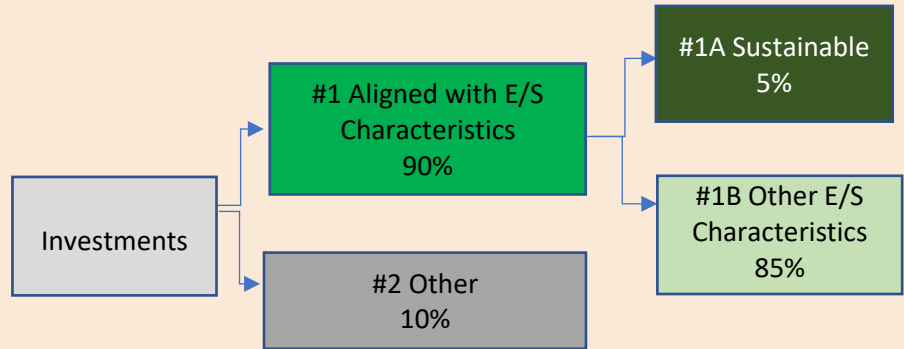 Investments
#1 Aligned with E/S
Characteristics
90%
#2 Other
10%
#1A Sustainable
5%
#1B Other E/S
Characteristics
85%